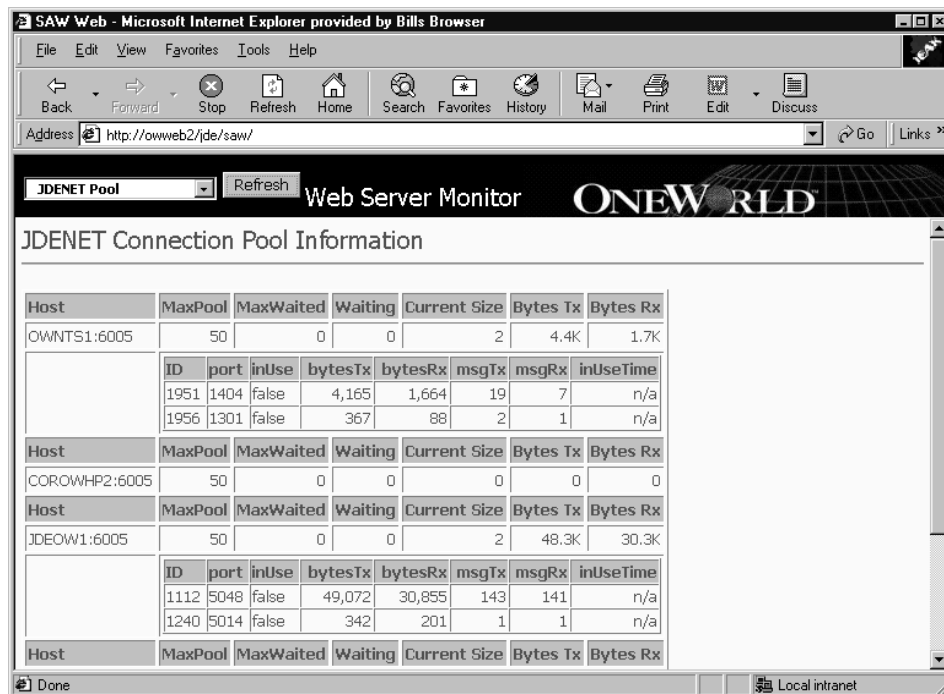 SAW Web - Microsoft Internet Explorer provided by Bills Browser
File Edit View Favorites Tools Help
Back Forward Stop Refresh Home Search Favorites History Mail Print Edit Discuss
Address http://owweb2/jde/saw/ Go Links »
JDENET Pool Refresh Web Server Monitor ONEWORLD™
JDENET Connection Pool Information
Host MaxPool MaxWaited Waiting Current Size Bytes Tx Bytes Rx
OWNTS1:6005 50 0 0 2 4.4K 1.7K
ID port inUse bytesTx bytesRx msgTx msgRx inUseTime
1951 1404 false 4,165 1,664 19 7 n/a
1956 1301 false 367 88 2 1 n/a
Host MaxPool MaxWaited Waiting Current Size Bytes Tx Bytes Rx
COROWHP2:6005 50 0 0 0 0 0
Host MaxPool MaxWaited Waiting Current Size Bytes Tx Bytes Rx
JDEOW1:6005 50 0 0 2 48.3K 30.3K
ID port inUse bytesTx bytesRx msgTx msgRx inUseTime
1112 5048 false 49,072 30,855 143 141 n/a
1240 5014 false 342 201 1 1 n/a
Host MaxPool MaxWaited Waiting Current Size Bytes Tx Bytes Rx
Done Local intranet